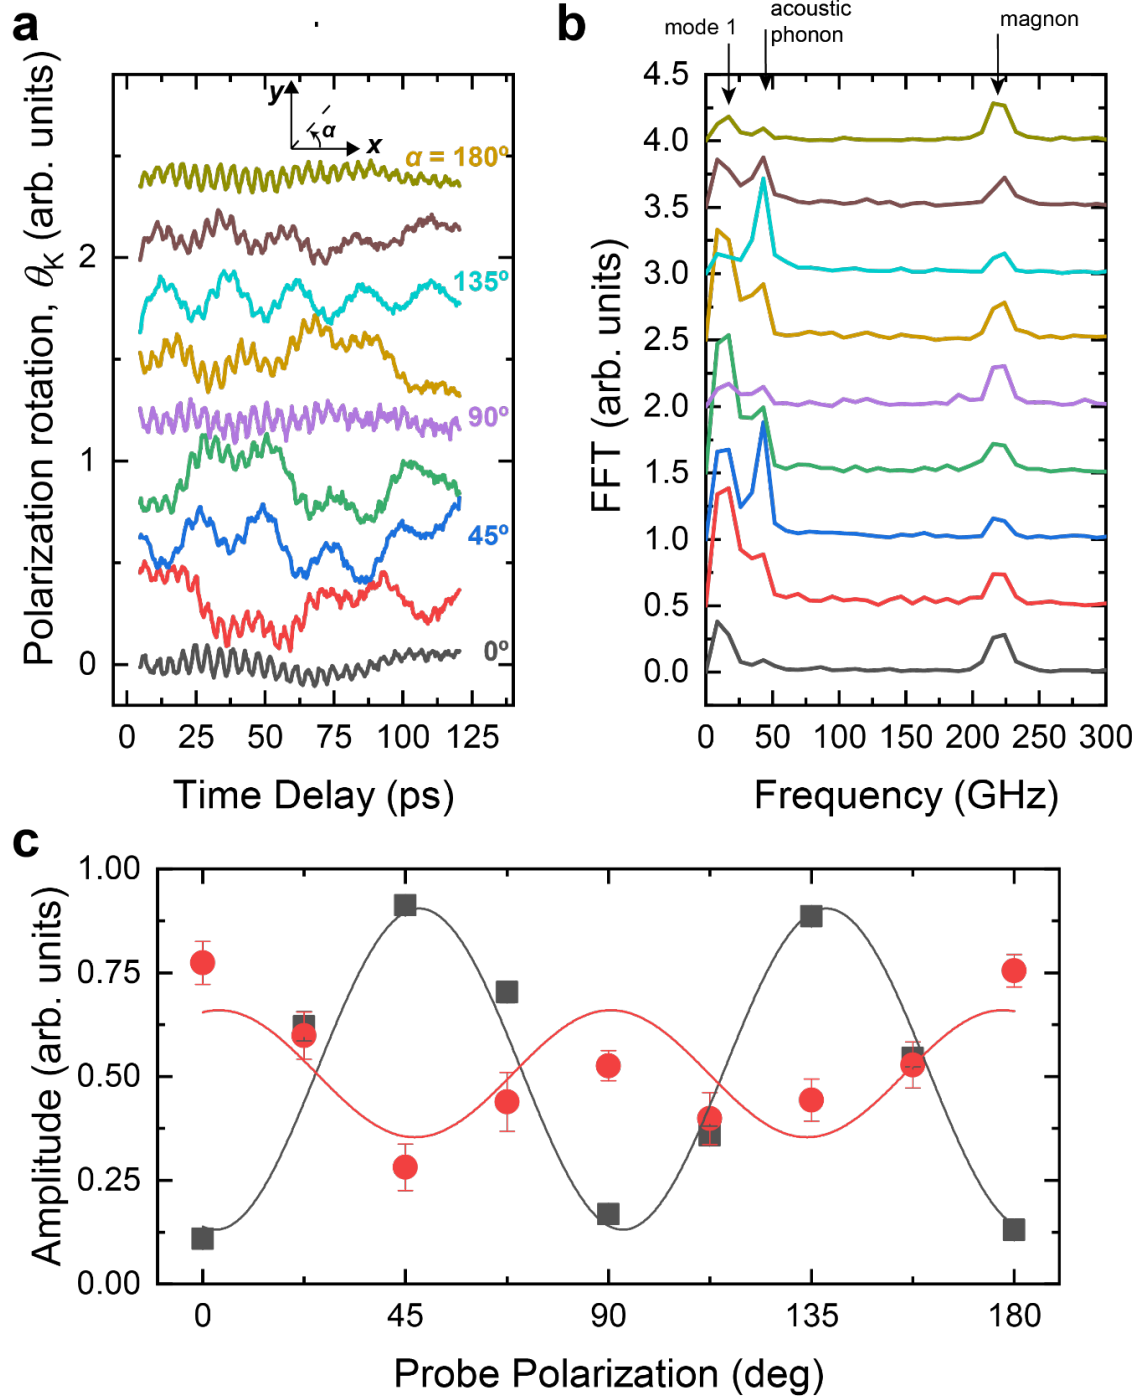 a
Polarization rotation, θK (arb. units)
2
1
0
y
α
x
α = 180º
135º
90º
45º
0º
0 25 50 75 100 125
Time Delay (ps)
b
mode 1
acoustic
phonon
magnon
FFT (arb. units)
4.5
4.0
3.5
3.0
2.5
2.0
1.5
1.0
0.5
0.0
0 50 100 150 200 250 300
Frequency (GHz)
c
Amplitude (arb. units)
1.00
0.75
0.50
0.25
0.00
0 45 90 135 180
Probe Polarization (deg)